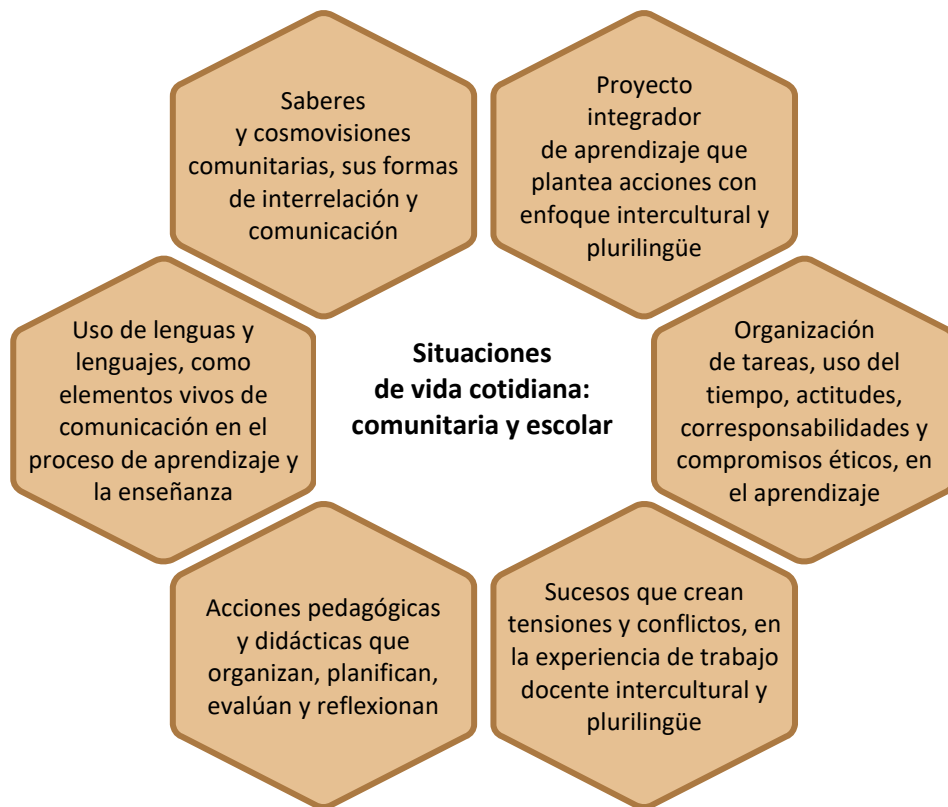 Saberes
y cosmovisiones
comunitarias, sus formas
de interrelación y
comunicación
Proyecto
integrador
de aprendizaje que
plantea acciones con
enfoque intercultural y
plurilingüe
Uso de lenguas y
lenguajes, como
elementos vivos de
comunicación en el
proceso de aprendizaje y
la enseñanza
Situaciones
de vida cotidiana:
comunitaria y escolar
Organización
de tareas, uso del
tiempo, actitudes,
corresponsabilidades y
compromisos éticos, en
el aprendizaje
Acciones pedagógicas
y didácticas que
organizan, planifican,
evalúan y reflexionan
Sucesos que crean
tensiones y conflictos, en
la experiencia de trabajo
docente intercultural y
plurilingüe